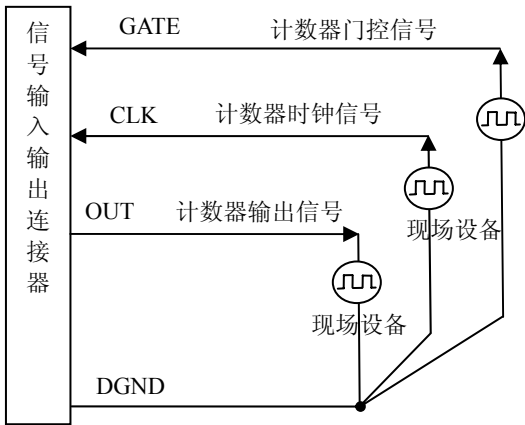 信号输入输出连接器
GATE 计数器门控信号
CLK 计数器时钟信号
OUT 计数器输出信号
现场设备
现场设备
DGND